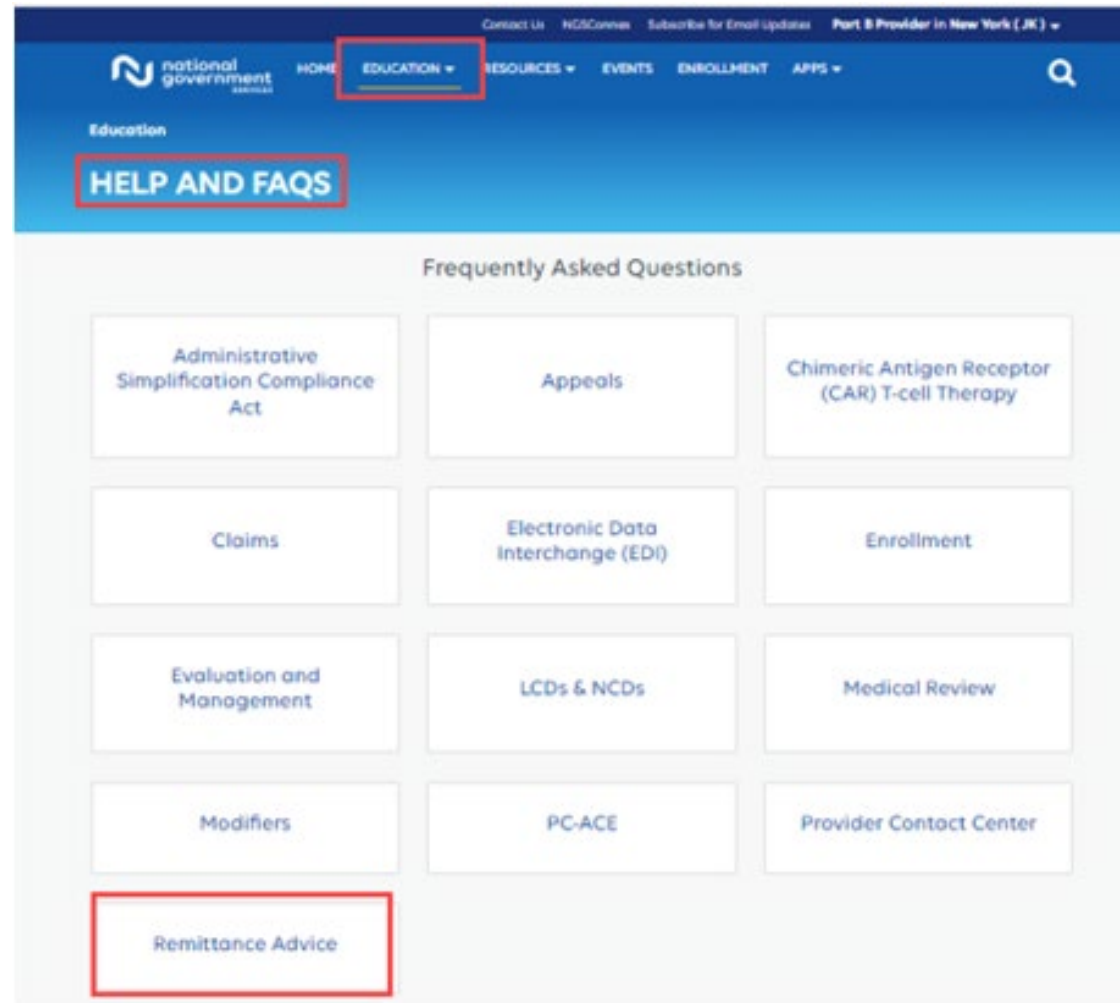 Contact Us NGSConnex Subscribe for Email Updates Part B Provider in New York ( JK )
national
government
SERVICES
HOME EDUCATION RESOURCES EVENTS ENROLLMENT APPS
Education
HELP AND FAQS
Frequently Asked Questions
Administrative
Simplification Compliance
Act
Appeals
Chimeric Antigen Receptor
(CAR) T-cell Therapy
Claims
Electronic Data
Interchange (EDI)
Enrollment
Evaluation and
Management
LCDs & NCDs
Medical Review
Modifiers
PC-ACE
Provider Contact Center
Remittance Advice